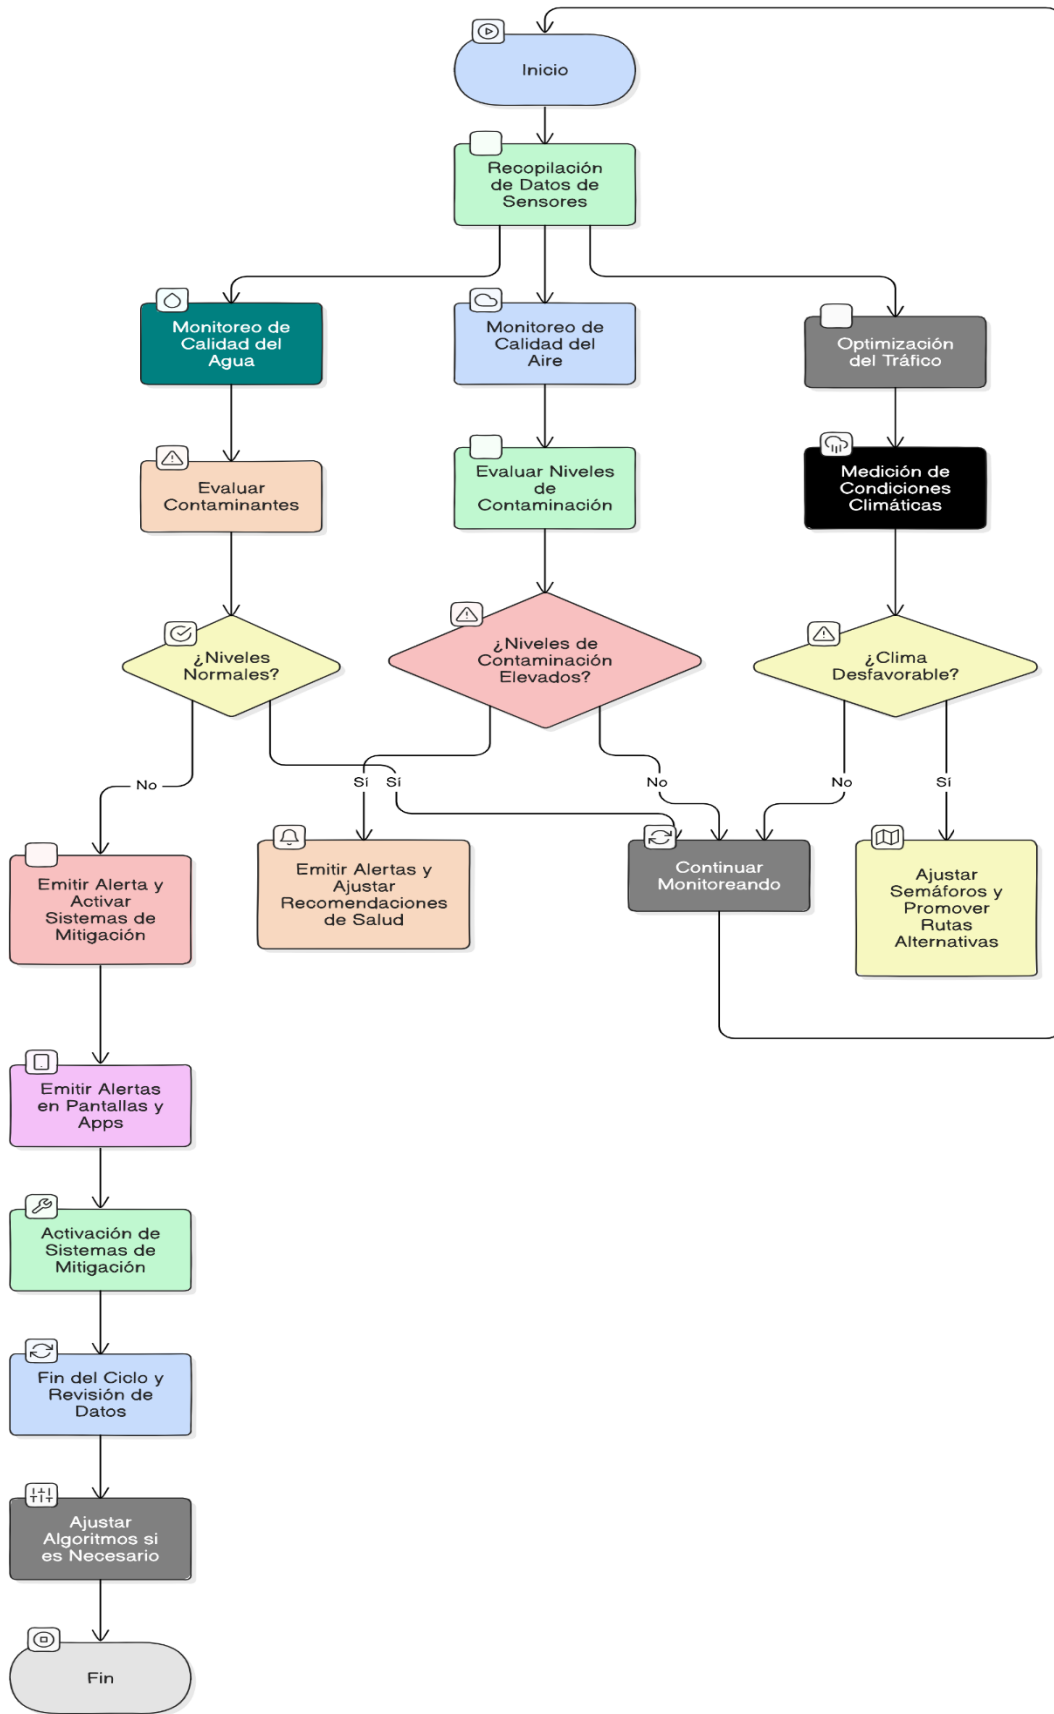 Inicio
Recopilación
de Datos de
Sensores
Monitoreo de
Calidad del
Agua
Monitoreo de
Calidad del
Aire
Optimización
del Tráfico
Evaluar
Contaminantes
Evaluar Niveles
de
Contaminación
Medición de
Condiciones
Climáticas
¿Niveles
Normales?
¿Niveles de
Contaminación
Elevados?
¿Clima
Desfavorable?
No
Sí
Sí
No
No
Sí
Emitir Alerta y
Activar
Sistemas de
Mitigación
Emitir Alertas y
Ajustar
Recomendaciones
de Salud
Continuar
Monitoreando
Ajustar
Semáforos y
Promover
Rutas
Alternativas
Emitir Alertas
en Pantallas y
Apps
Activación de
Sistemas de
Mitigación
Fin del Ciclo y
Revisión de
Datos
Ajustar
Algoritmos si
es Necesario
Fin